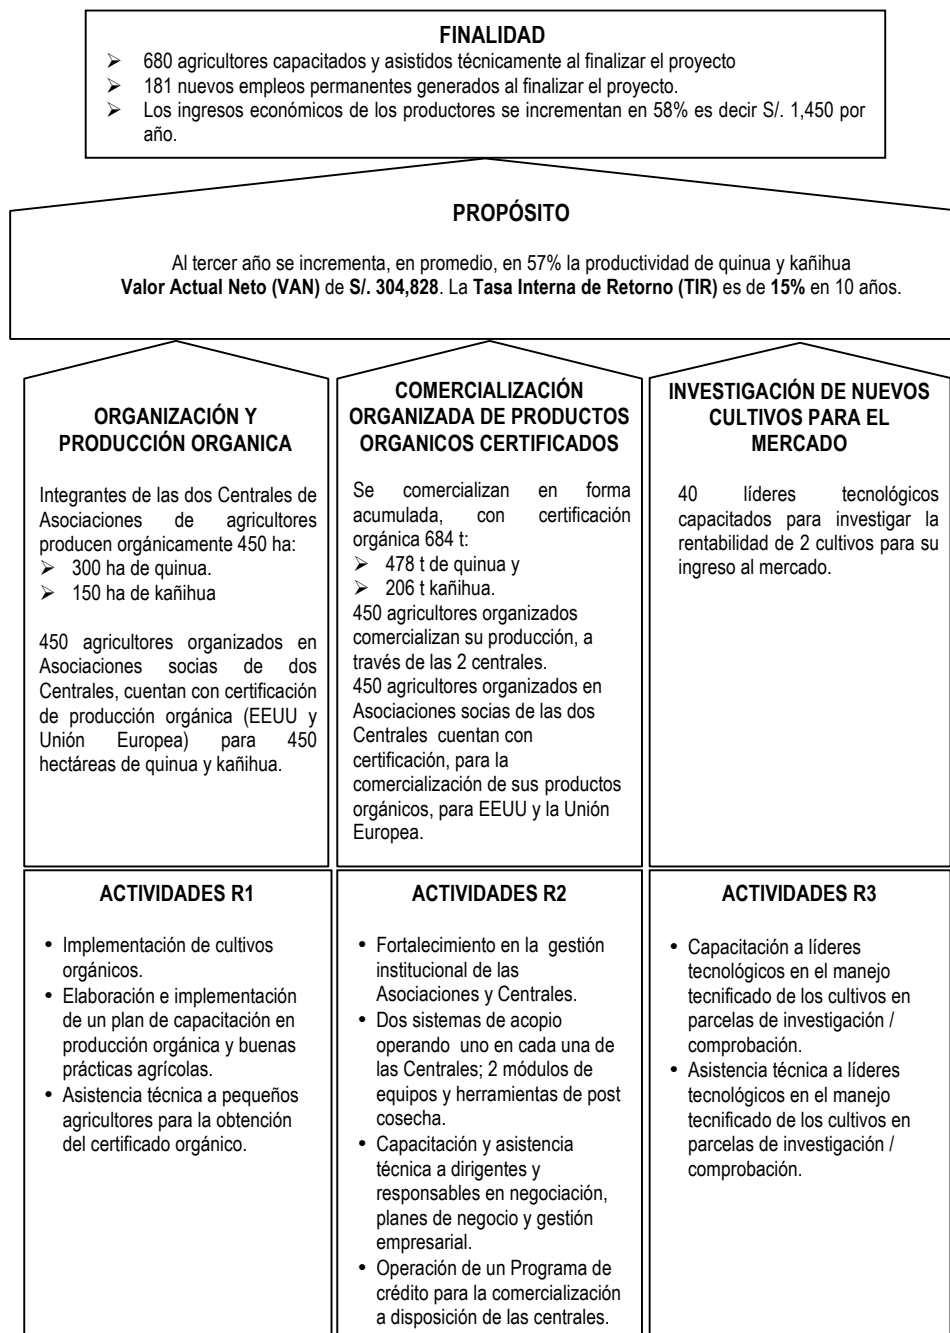 FINALIDAD
➢ 680 agricultores capacitados y asistidos técnicamente al finalizar el proyecto
➢ 181 nuevos empleos permanentes generados al finalizar el proyecto.
➢ Los ingresos económicos de los productores se incrementan en 58% es decir S/. 1,450 por
año.
PROPÓSITO
Al tercer año se incrementa, en promedio, en 57% la productividad de quinua y kañihua
Valor Actual Neto (VAN) de S/. 304,828. La Tasa Interna de Retorno (TIR) es de 15% en 10 años.
ORGANIZACIÓN Y
PRODUCCIÓN ORGANICA
Integrantes de las dos Centrales de
Asociaciones de agricultores
producen orgánicamente 450 ha:
➢ 300 ha de quinua.
➢ 150 ha de kañihua
450 agricultores organizados en
Asociaciones socias de dos
Centrales, cuentan con certificación
de producción orgánica (EEUU y
Unión Europea) para 450
hectáreas de quinua y kañihua.
COMERCIALIZACIÓN
ORGANIZADA DE PRODUCTOS
ORGANICOS CERTIFICADOS
Se comercializan en forma
acumulada, con certificación
orgánica 684 t:
➢ 478 t de quinua y
➢ 206 t kañihua.
450 agricultores organizados
comercializan su producción, a
través de las 2 centrales.
450 agricultores organizados en
Asociaciones socias de las dos
Centrales cuentan con
certificación, para la
comercialización de sus productos
orgánicos, para EEUU y la Unión
Europea.
INVESTIGACIÓN DE NUEVOS
CULTIVOS PARA EL
MERCADO
40 líderes tecnológicos
capacitados para investigar la
rentabilidad de 2 cultivos para su
ingreso al mercado.
ACTIVIDADES R1
• Implementación de cultivos
orgánicos.
• Elaboración e implementación
de un plan de capacitación en
producción orgánica y buenas
prácticas agrícolas.
• Asistencia técnica a pequeños
agricultores para la obtención
del certificado orgánico.
ACTIVIDADES R2
• Fortalecimiento en la gestión
institucional de las
Asociaciones y Centrales.
• Dos sistemas de acopio
operando uno en cada una de
las Centrales; 2 módulos de
equipos y herramientas de post
cosecha.
• Capacitación y asistencia
técnica a dirigentes y
responsables en negociación,
planes de negocio y gestión
empresarial.
• Operación de un Programa de
crédito para la comercialización
a disposición de las centrales.
ACTIVIDADES R3
• Capacitación a líderes
tecnológicos en el manejo
tecnificado de los cultivos en
parcelas de investigación /
comprobación.
• Asistencia técnica a líderes
tecnológicos en el manejo
tecnificado de los cultivos en
parcelas de investigación /
comprobación.